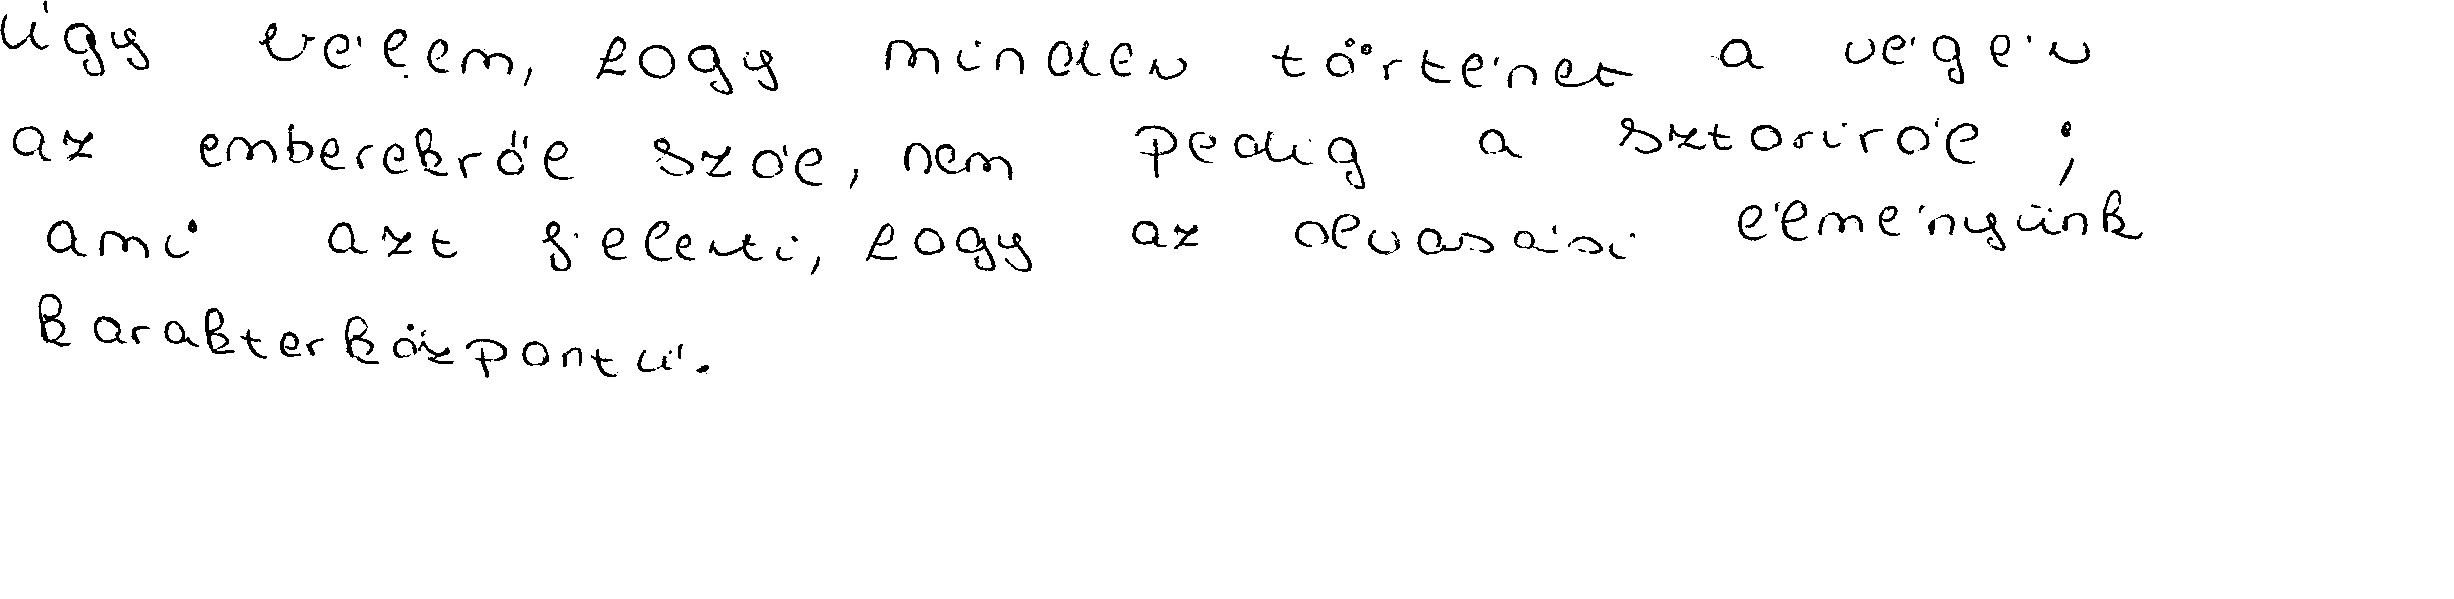 úgy vélem, hogy minden történet a végén
az emberekről szól, nem pedig a sztoriról;
ami azt jelenti, hogy az olvasási élményünk
karakterközpontú.